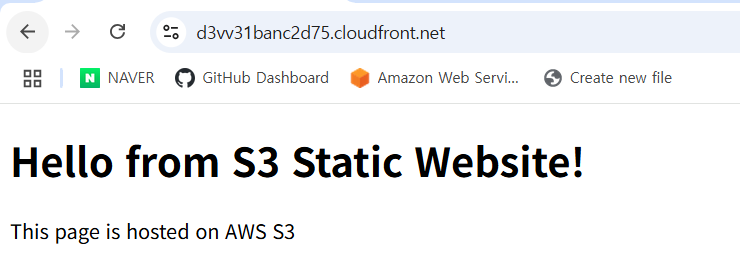 d3vv31banc2d75.cloudfront.net
N NAVER GitHub Dashboard Amazon Web Servi... Create new file
Hello from S3 Static Website!
This page is hosted on AWS S3